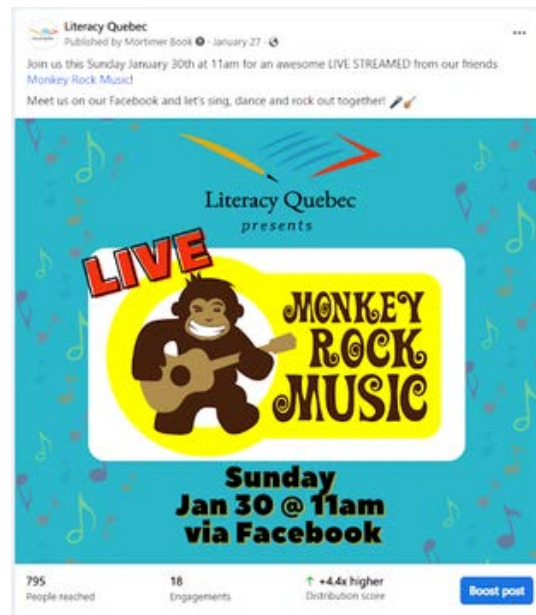 Literacy Quebec
Published by Mortimer Book · January 27 ·
Join us this Sunday January 30th at 11am for an awesome LIVE STREAMED from our friends
Monkey Rock Music!
Meet us on our Facebook and let's sing, dance and rock out together! 🎤🎸
Literacy Quebec
presents
LIVE
MONKEY
ROCK
MUSIC
Sunday
Jan 30 @ 11am
via Facebook
795 18 ↑ +4.4x higher
People reached Engagements Distribution score Boost post